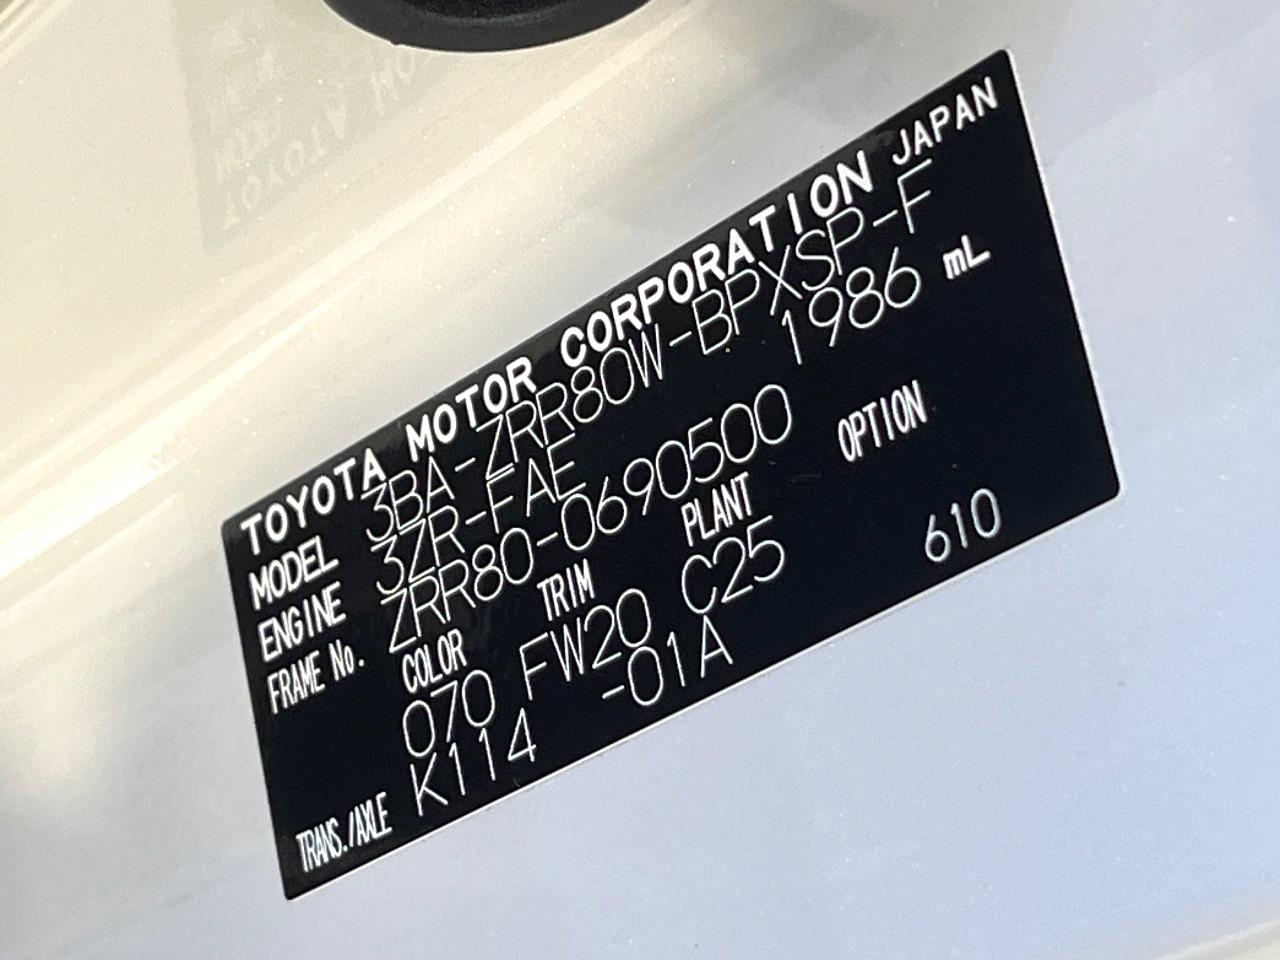 TOYOTA MOTOR CORPORATION JAPAN
MODEL 3BA-ZRR80W-BPXSP-F
ENGINE 3ZR-FAE 1986 mL
FRAME No. ZRR80-0690500
COLOR TRIM PLANT OPTION
070 FW20 C25 610
TRANS./AXLE K114 -01A